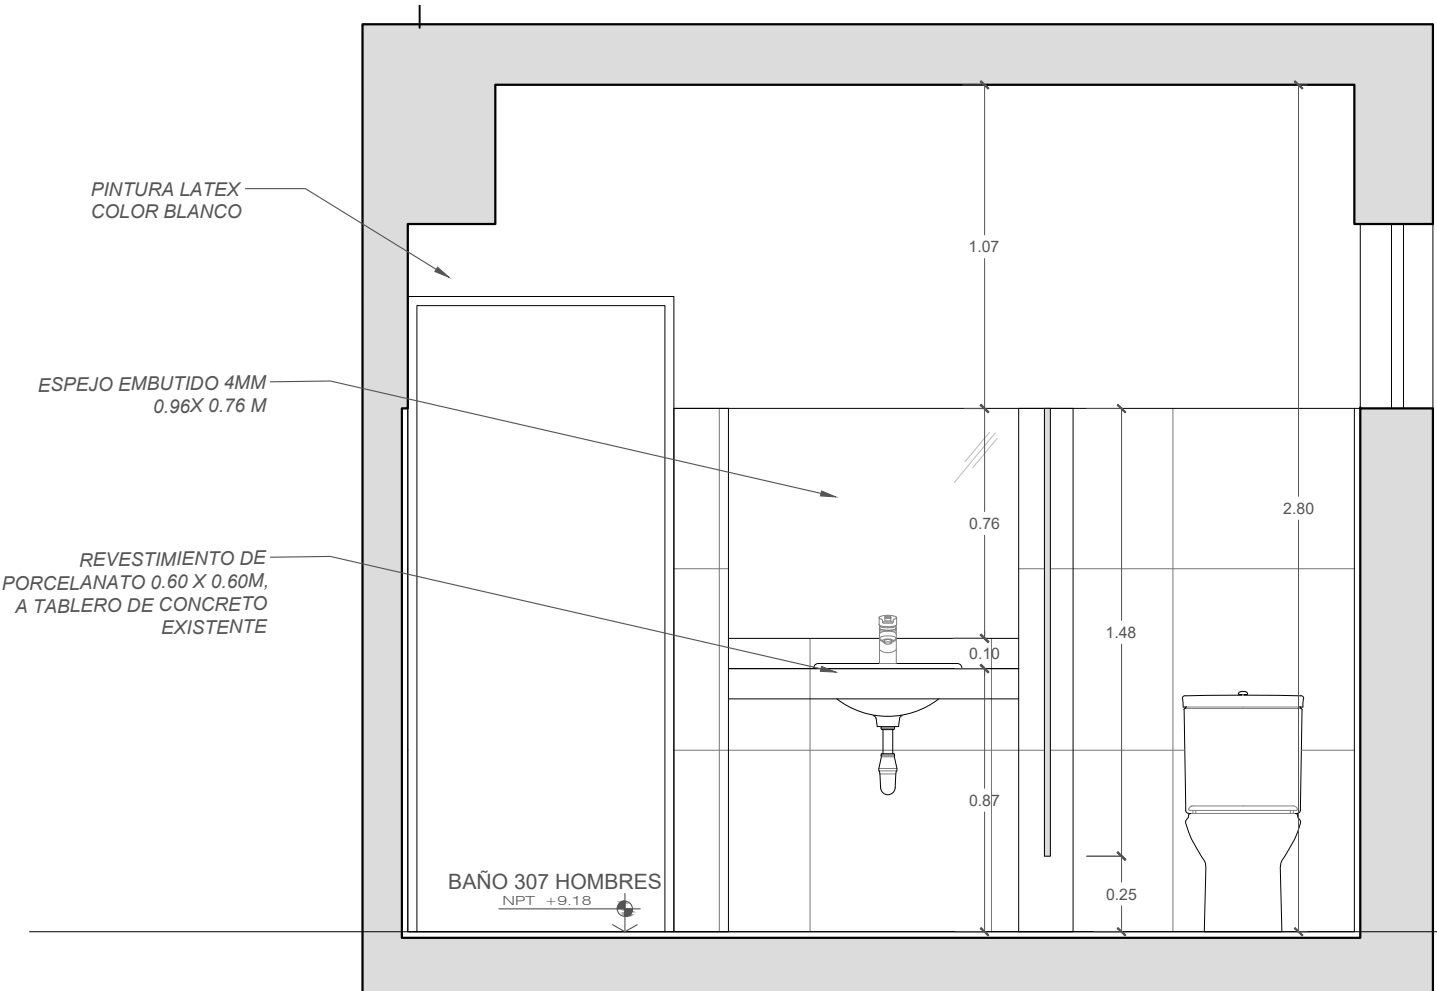 PINTURA LATEX
COLOR BLANCO
1.07
ESPEJO EMBUTIDO 4MM
0.96X 0.76 M
2.80
0.76
REVESTIMIENTO DE
PORCELANATO 0.60 X 0.60M,
A TABLERO DE CONCRETO
EXISTENTE
1.48
0.10
0.87
BAÑO 307 HOMBRES
NPT +9.18
0.25